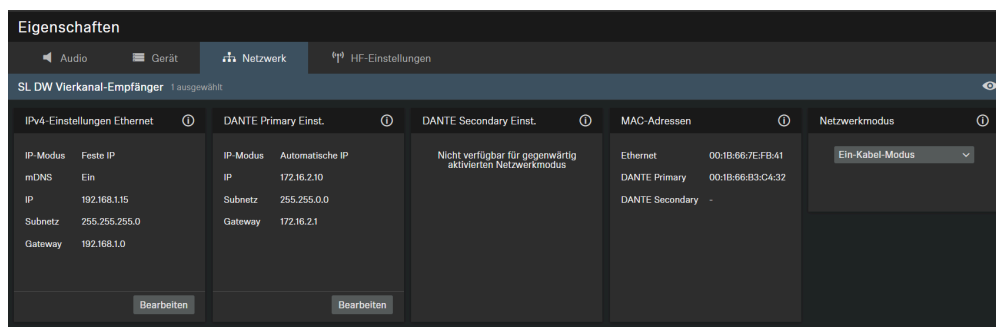 Eigenschaften
Audio Gerät Netzwerk HF-Einstellungen
SL DW Vierkanal-Empfänger 1 ausgewählt
IPv4-Einstellungen Ethernet
IP-Modus Feste IP
mDNS Ein
IP 192.168.1.15
Subnetz 255.255.255.0
Gateway 192.168.1.0
Bearbeiten
DANTE Primary Einst.
IP-Modus Automatische IP
IP 172.16.2.10
Subnetz 255.255.0.0
Gateway 172.16.2.1
Bearbeiten
DANTE Secondary Einst.
Nicht verfügbar für gegenwärtig
aktivierten Netzwerkmodus
MAC-Adressen
Ethernet 00:1B:66:7E:FB:41
DANTE Primary 00:1B:66:B3:C4:32
DANTE Secondary -
Netzwerkmodus
Ein-Kabel-Modus